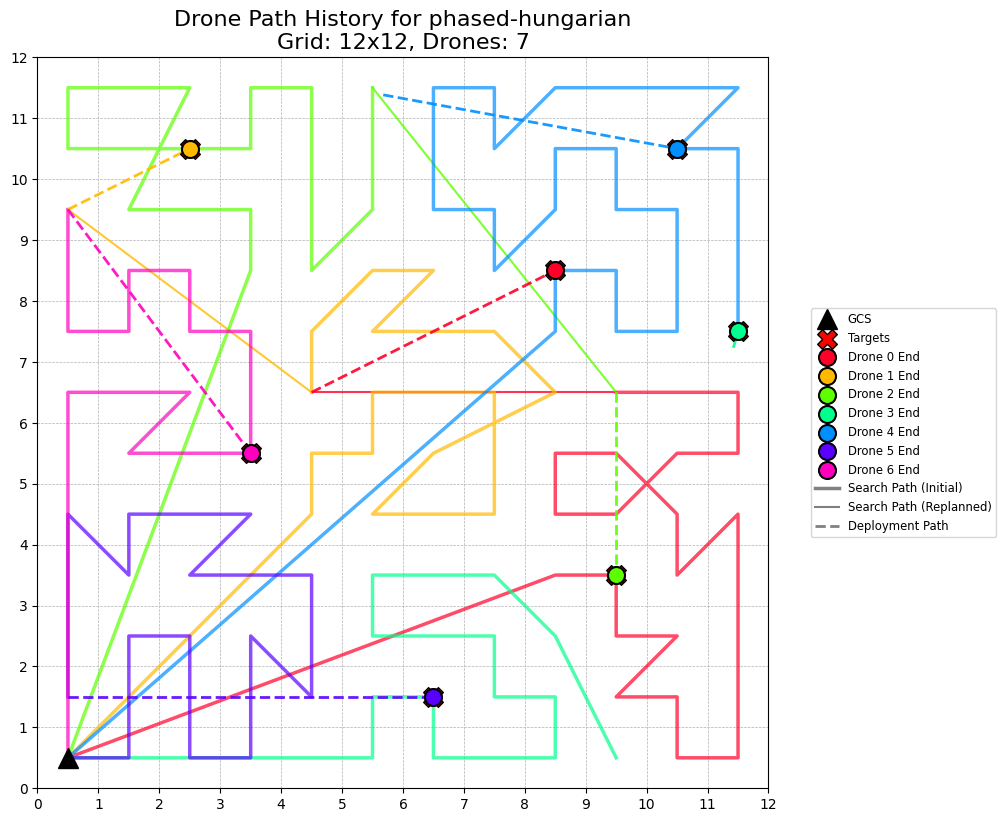 Drone Path History for phased-hungarian
Grid: 12x12, Drones: 7
12
11
10
9
8
7
6
5
4
3
2
1
0
0 1 2 3 4 5 6 7 8 9 10 11 12
GCS
Targets
Drone 0 End
Drone 1 End
Drone 2 End
Drone 3 End
Drone 4 End
Drone 5 End
Drone 6 End
Search Path (Initial)
Search Path (Replanned)
Deployment Path